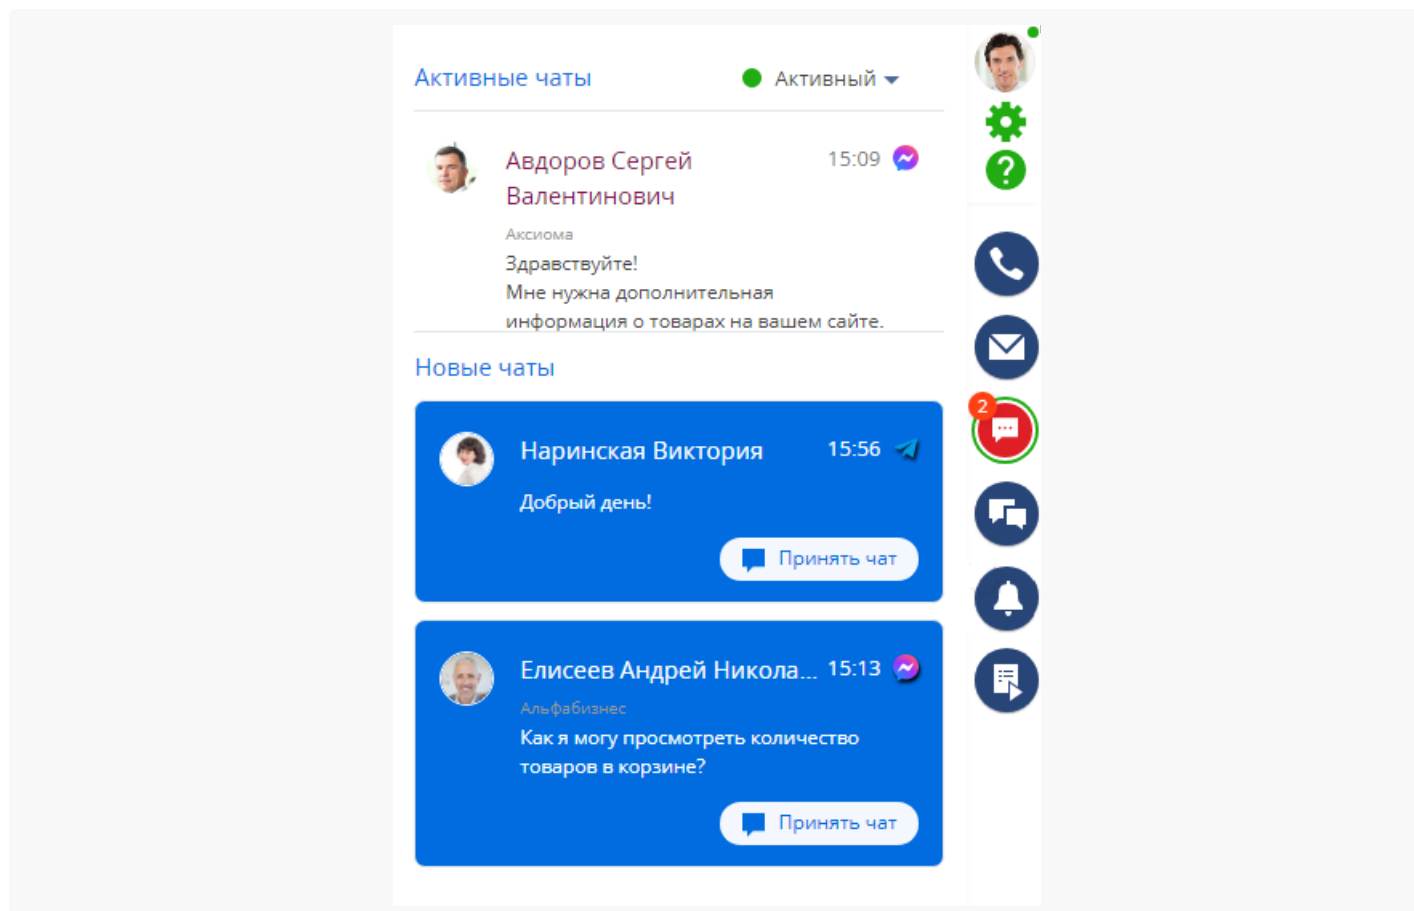 Активные чаты
Активный
Авдоров Сергей
Валентинович
15:09
Аксиома
Здравствуйте!
Мне нужна дополнительная
информация о товарах на вашем сайте.
Новые чаты
Наринская Виктория
15:56
Добрый день!
Принять чат
Елисеев Андрей Никола...
15:13
Альфабизнес
Как я могу просмотреть количество
товаров в корзине?
Принять чат
?
2